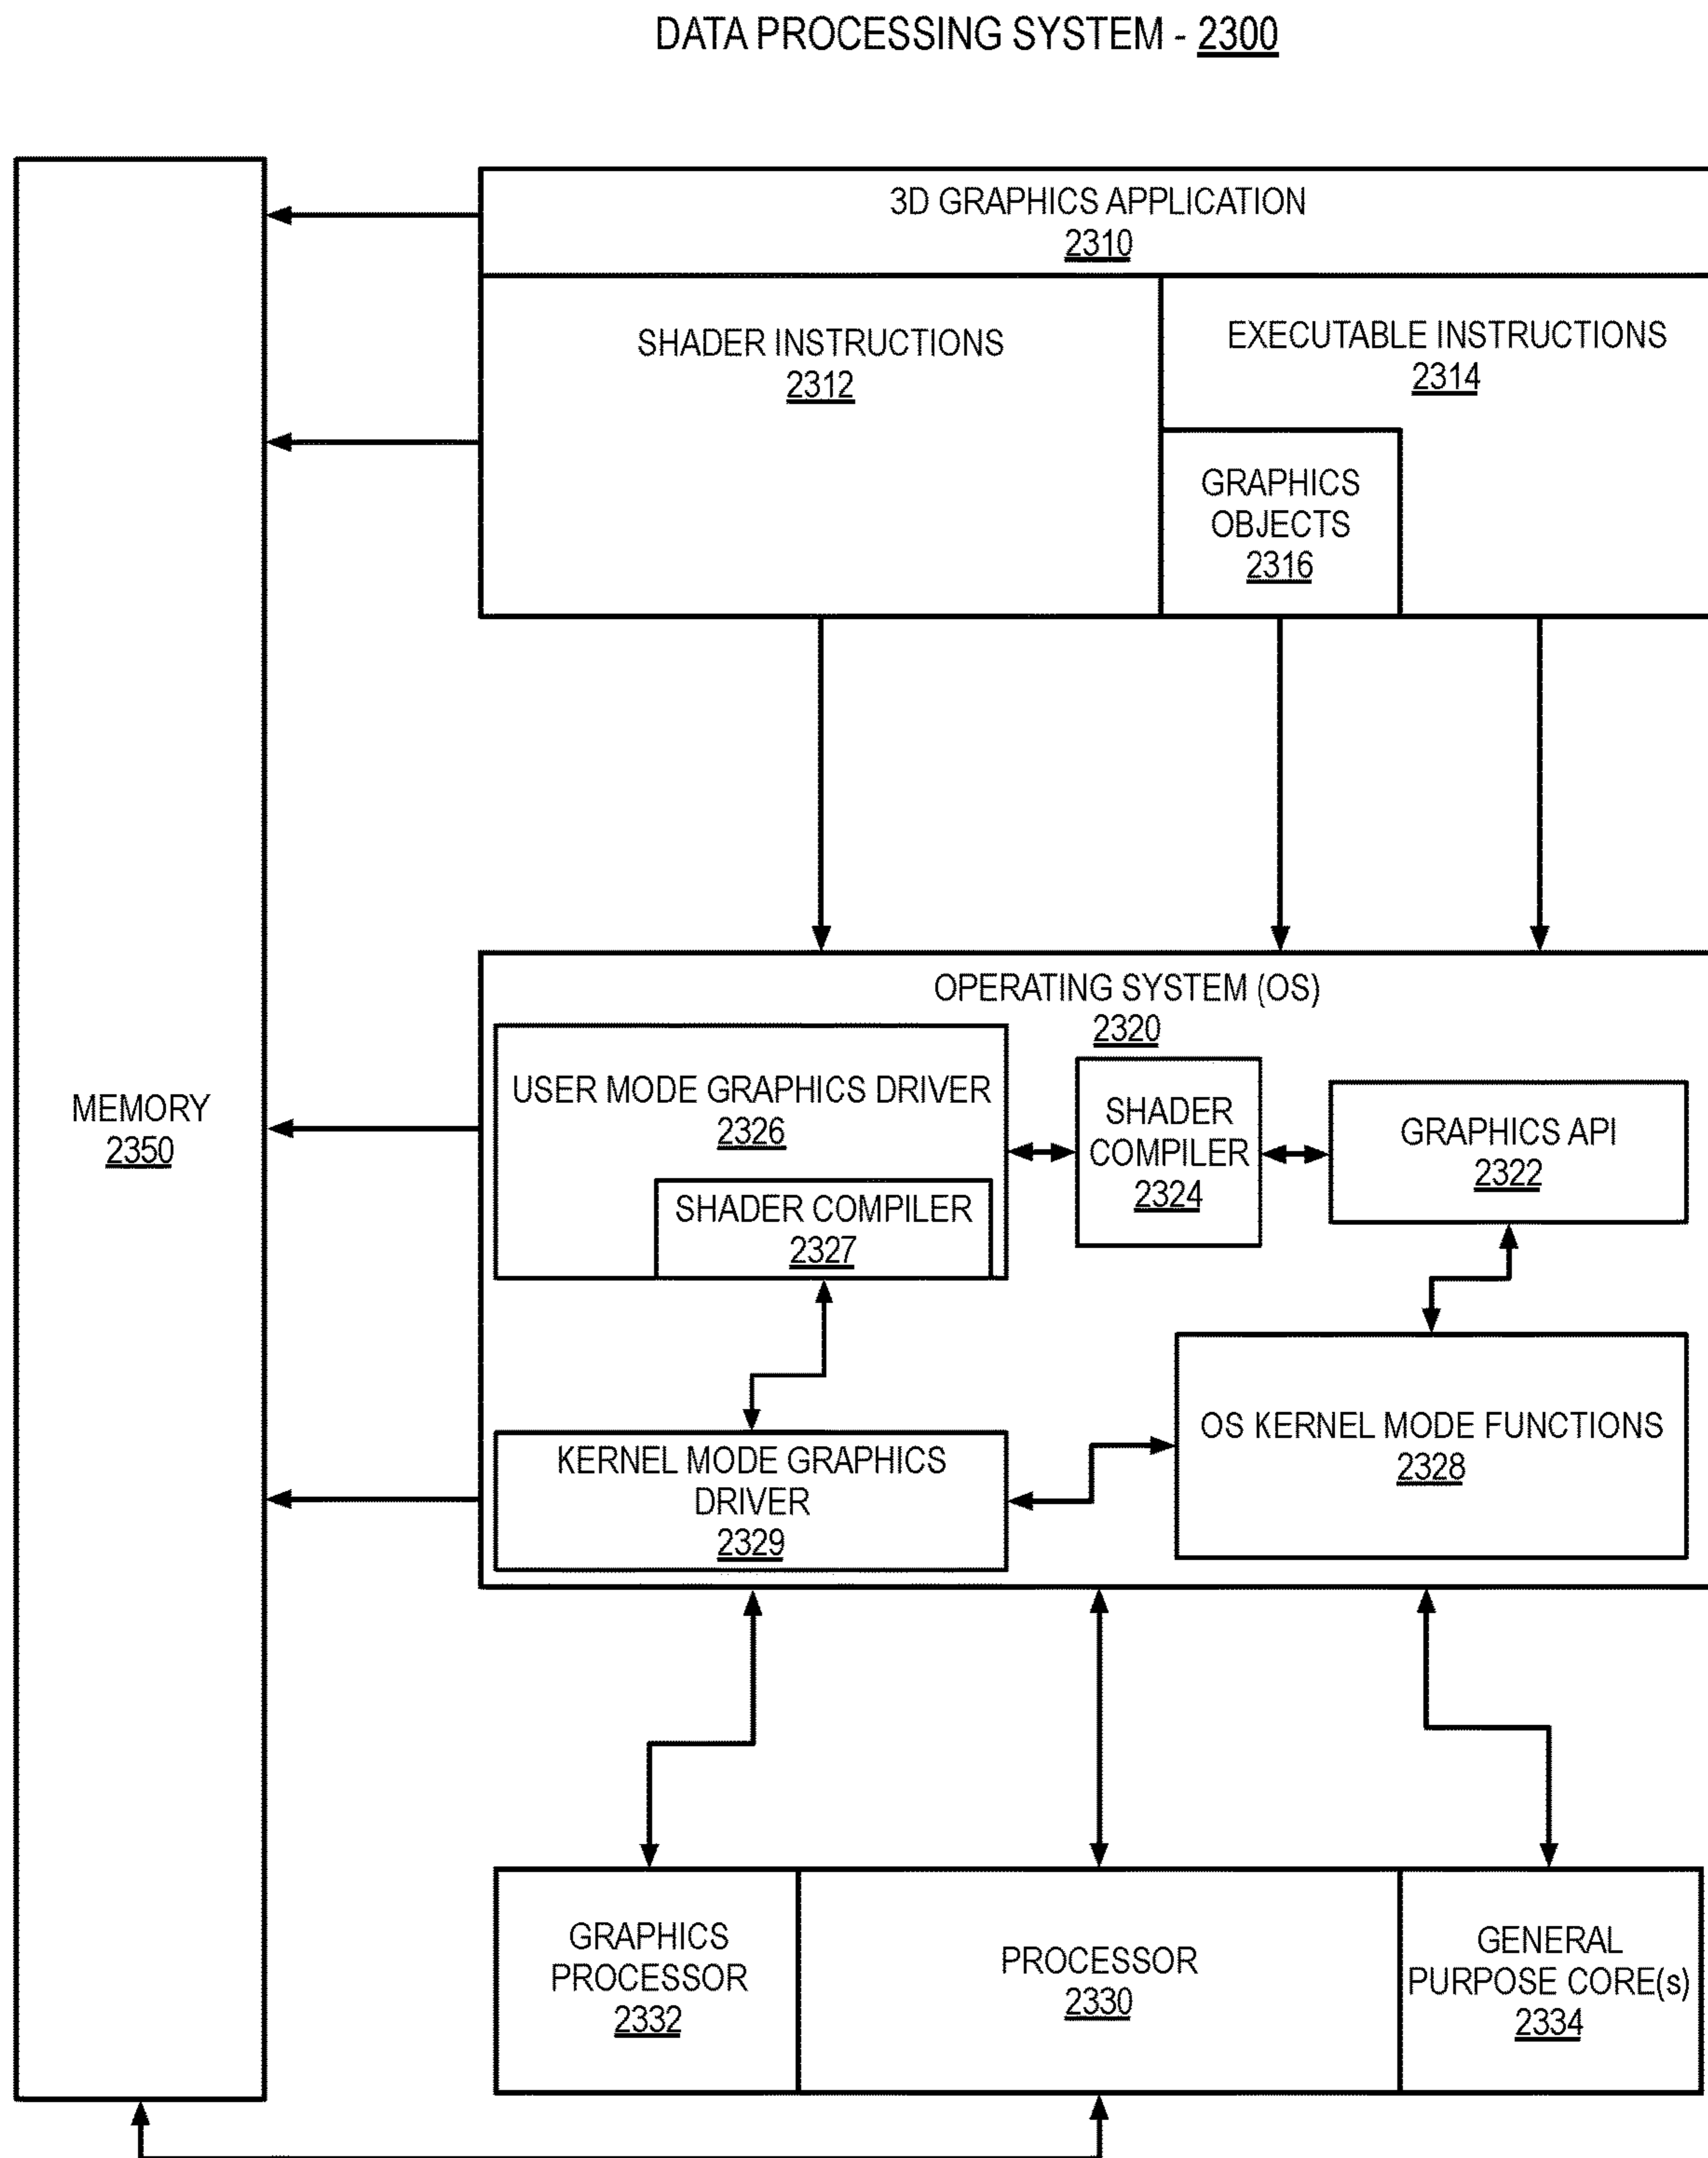 DATA PROCESSING SYSTEM - 2300
3D GRAPHICS APPLICATION
2310
SHADER INSTRUCTIONS
2312
EXECUTABLE INSTRUCTIONS
2314
GRAPHICS
OBJECTS
2316
MEMORY
2350
OPERATING SYSTEM (OS)
2320
USER MODE GRAPHICS DRIVER
2326
SHADER COMPILER
2327
SHADER
COMPILER
2324
GRAPHICS API
2322
KERNEL MODE GRAPHICS
DRIVER
2329
OS KERNEL MODE FUNCTIONS
2328
GRAPHICS
PROCESSOR
2332
PROCESSOR
2330
GENERAL
PURPOSE CORE(s)
2334